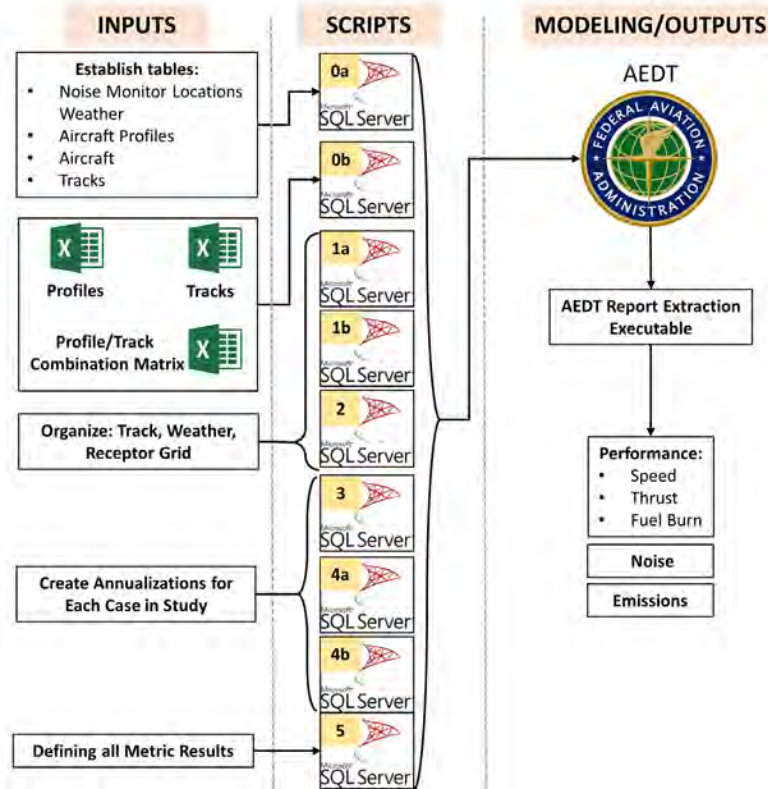 INPUTS
Establish tables:
• Noise Monitor Locations
Weather
• Aircraft Profiles
• Aircraft
• Tracks
Profiles
Tracks
Profile/Track
Combination Matrix
Organize: Track, Weather,
Receptor Grid
Create Annualizations for
Each Case in Study
Defining all Metric Results
SCRIPTS
0a
Microsoft
SQL Server
0b
Microsoft
SQL Server
1a
Microsoft
SQL Server
1b
Microsoft
SQL Server
2
Microsoft
SQL Server
3
Microsoft
SQL Server
4a
Microsoft
SQL Server
4b
Microsoft
SQL Server
5
Microsoft
SQL Server
MODELING/OUTPUTS
AEDT
FEDERAL AVIATION
ADMINISTRATION
AEDT Report Extraction
Executable
Performance:
• Speed
• Thrust
• Fuel Burn
Noise
Emissions